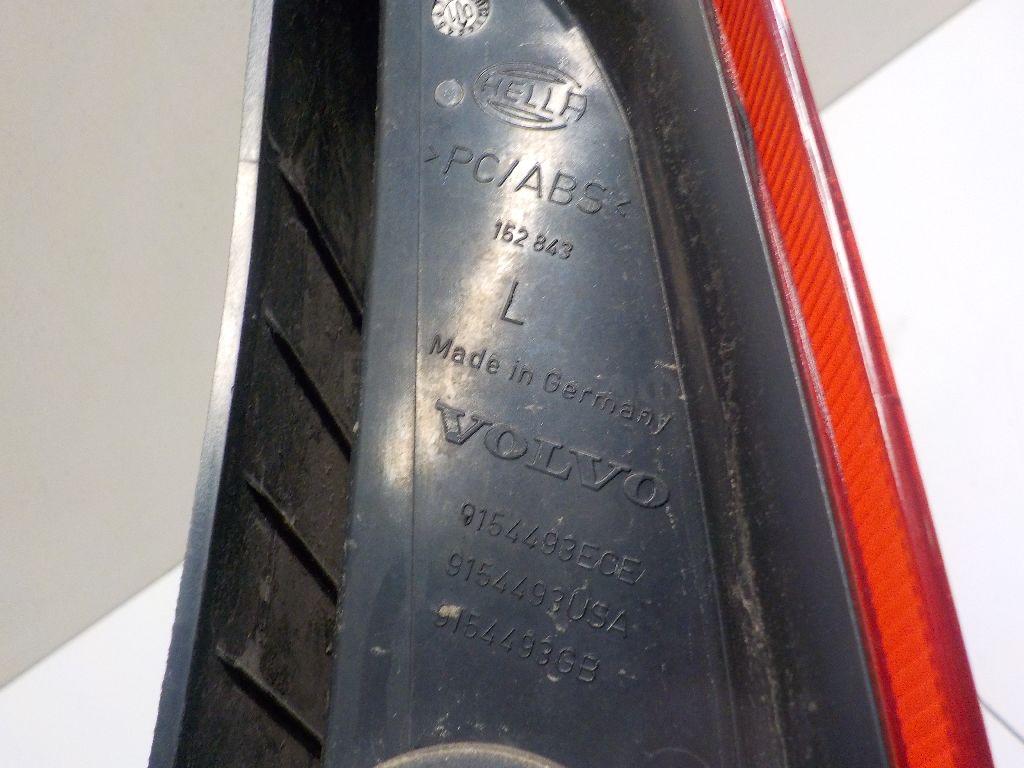 HELLA
>PC/ABS<
152 843
L
Made in Germany
VOLVO
9154493ECE/
9154493USA
9154493GB